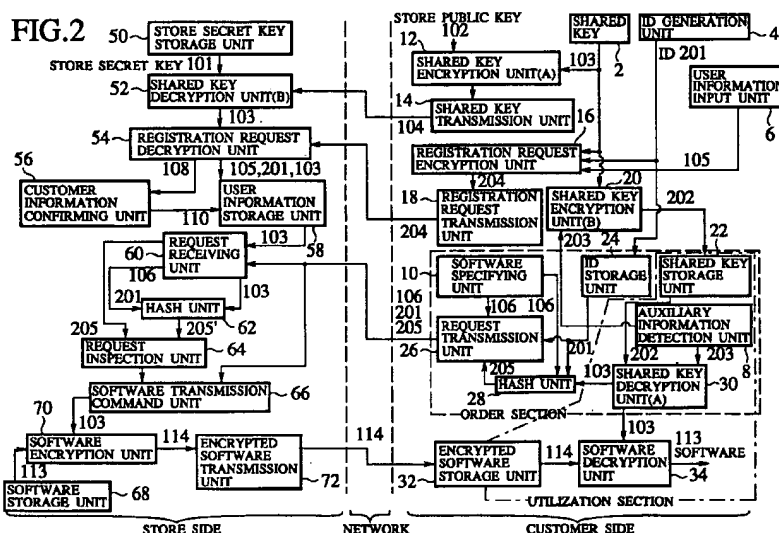 FIG.2
50
STORE SECRET KEY
STORAGE UNIT
STORE SECRET KEY 101
52
SHARED KEY
DECRYPTION UNIT(B)
103
54
REGISTRATION REQUEST
DECRYPTION UNIT
108
105,201,103
56
CUSTOMER
INFORMATION
CONFIRMING UNIT
110
USER
INFORMATION
STORAGE UNIT
58
103
60
REQUEST
RECEIVING
UNIT
106
103
201
HASH UNIT
62
205
205'
REQUEST
INSPECTION UNIT
64
SOFTWARE TRANSMISSION
COMMAND UNIT
66
70
103
SOFTWARE
ENCRYPTION UNIT
114
ENCRYPTED
SOFTWARE
TRANSMISSION
UNIT
72
114
113
SOFTWARE
STORAGE UNIT
68
STORE SIDE
NETWORK
STORE PUBLIC KEY
102
12
SHARED KEY
ENCRYPTION UNIT(A)
103
SHARED
KEY
2
ID GENERATION
UNIT
4
ID 201
USER
INFORMATION
INPUT UNIT
6
14
104
SHARED KEY
TRANSMISSION UNIT
16
REGISTRATION REQUEST
ENCRYPTION UNIT
105
204
18
204
REGISTRATION
REQUEST
TRANSMISSION
UNIT
20
SHARED KEY
ENCRYPTION
UNIT(B)
202
203
24
22
10
SOFTWARE
SPECIFYING
UNIT
ID STORAGE
UNIT
SHARED KEY
STORAGE
UNIT
106
201
205
106
106
26
REQUEST
TRANSMISSION
UNIT
201
AUXILIARY
INFORMATION
DETECTION UNIT
8
202
203
205
HASH UNIT
28
103
SHARED KEY
DECRYPTION
UNIT(A)
30
ORDER SECTION
103
32
ENCRYPTED
SOFTWARE
STORAGE UNIT
114
SOFTWARE
DECRYPTION
UNIT
34
113
SOFTWARE
UTILIZATION SECTION
CUSTOMER SIDE